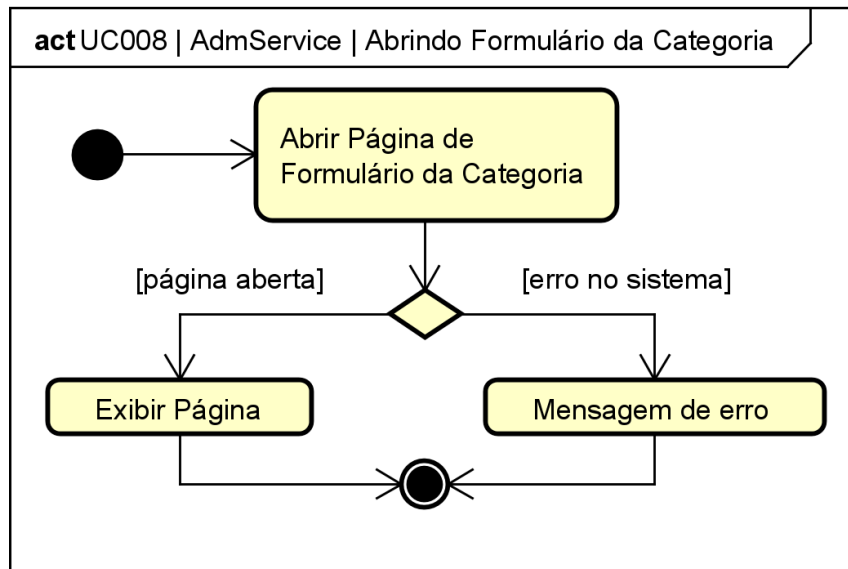 act UC008 | AdmService | Abrindo Formulário da Categoria
Abrir Página de
Formulário da Categoria
[página aberta]
[erro no sistema]
Exibir Página
Mensagem de erro